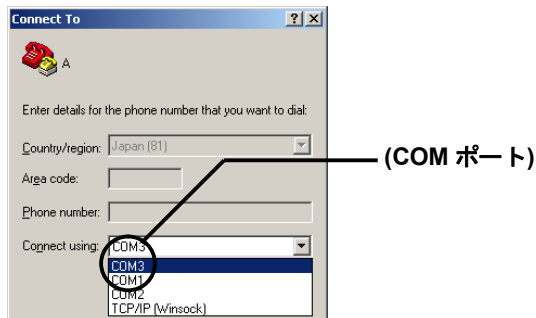 Connect To
A
Enter details for the phone number that you want to dial:
Country/region: Japan (81)
(COM ポート)
Area code:
Phone number:
Connect using: COM3
COM3
COM1
COM2
TCP/IP (Winsock)